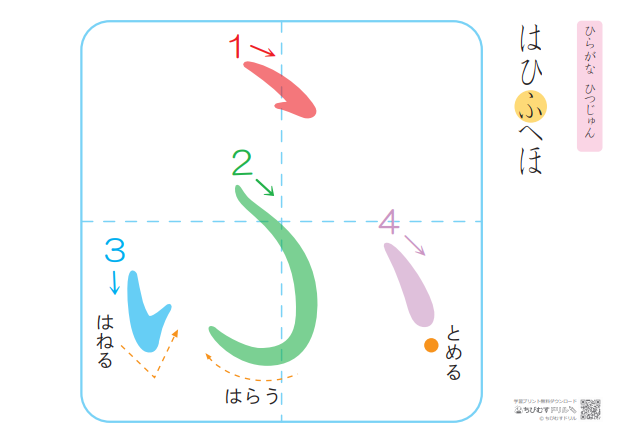 ひらがな ひつじゅん
はひふへほ
ふ
1
2
3
4
はねる
はらう
とめる
学習プリント無料ダウンロード
ちびむすドリル
© ちびむすドリル